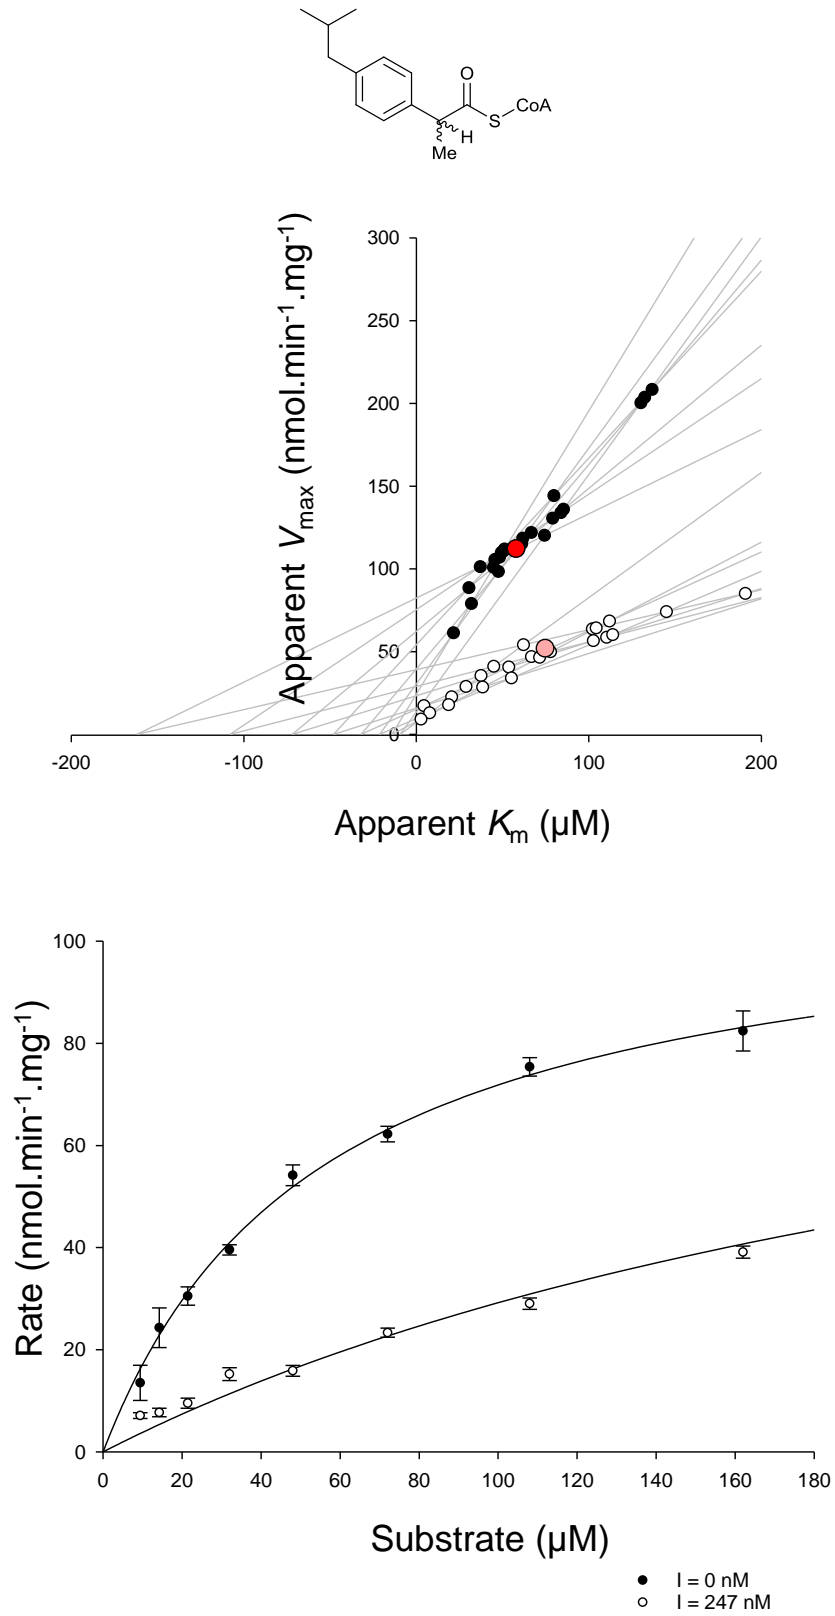 O
S
CoA
H
Me
Apparent Vmax (nmol.min-1.mg-1)
300
250
200
150
100
50
0
-200 -100 0 100 200
Apparent Km (µM)
Rate (nmol.min-1.mg-1)
100
80
60
40
20
0
0 20 40 60 80 100 120 140 160 180
Substrate (µM)
I = 0 nM
I = 247 nM